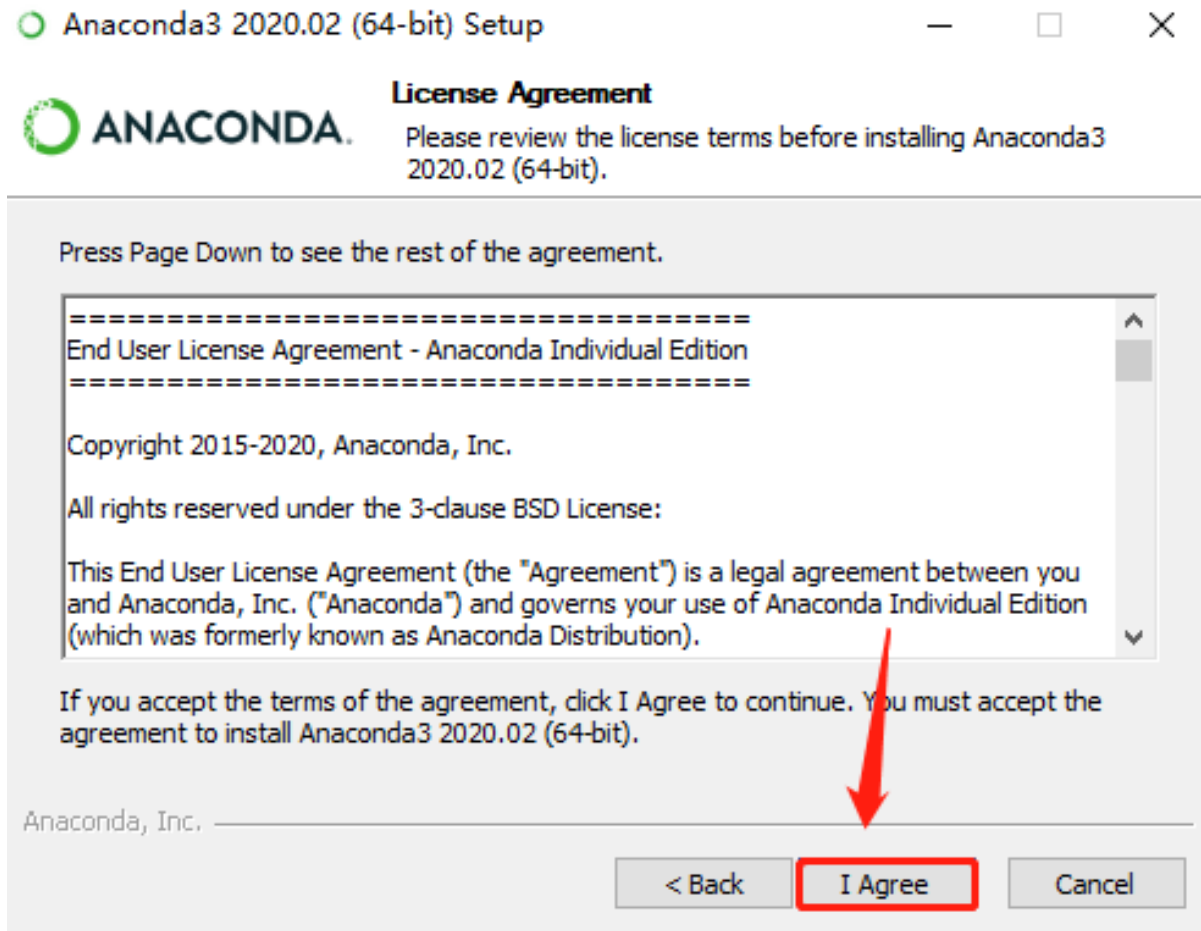 Anaconda3 2020.02 (64-bit) Setup
ANACONDA.
License Agreement
Please review the license terms before installing Anaconda3
2020.02 (64-bit).
Press Page Down to see the rest of the agreement.
===================================
End User License Agreement - Anaconda Individual Edition
===================================
Copyright 2015-2020, Anaconda, Inc.
All rights reserved under the 3-clause BSD License:
This End User License Agreement (the "Agreement") is a legal agreement between you
and Anaconda, Inc. ("Anaconda") and governs your use of Anaconda Individual Edition
(which was formerly known as Anaconda Distribution).
If you accept the terms of the agreement, click I Agree to continue. You must accept the
agreement to install Anaconda3 2020.02 (64-bit).
Anaconda, Inc.
< Back
I Agree
Cancel